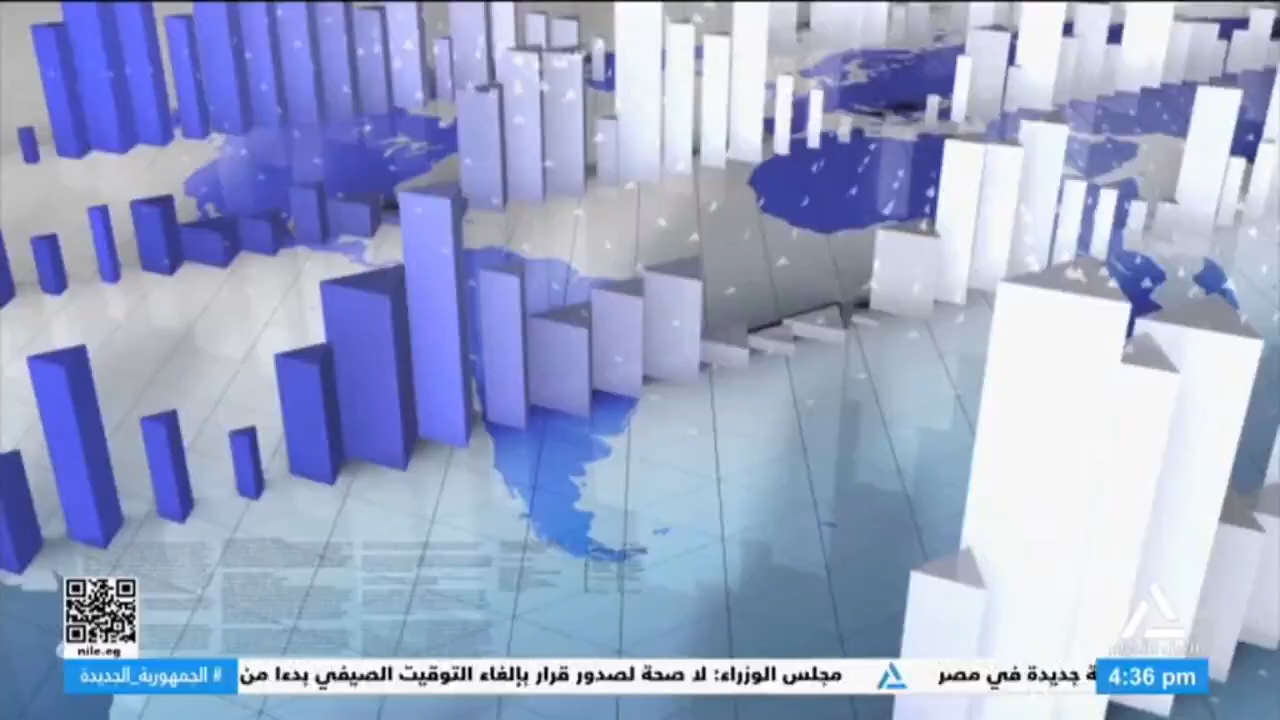 nile.eg
# الجمهورية_الجديدة
مجلس الوزراء: لا صحة لصدور قرار بإلغاء التوقيت الصيفي بدءا من
ة جديدة في مصر
4:36 pm